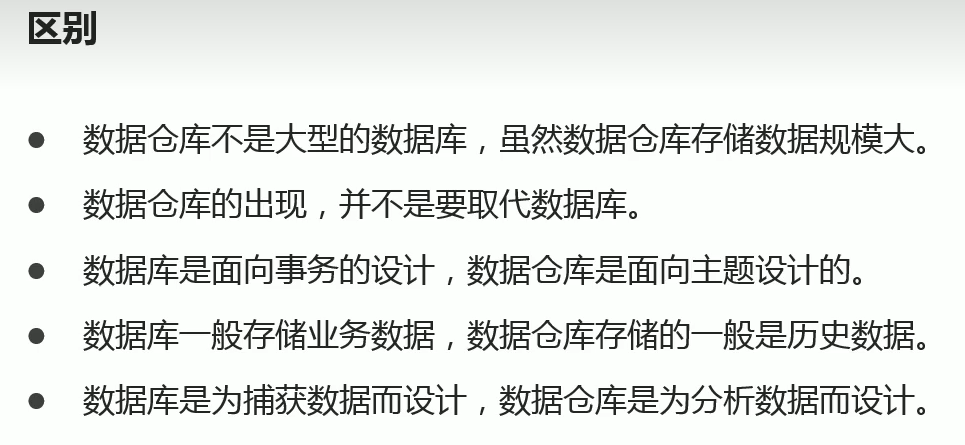 区别
● 数据仓库不是大型的数据库，虽然数据仓库存储数据规模大。
● 数据仓库的出现，并不是要取代数据库。
● 数据库是面向事务的设计，数据仓库是面向主题设计的。
● 数据库一般存储业务数据，数据仓库存储的一般是历史数据。
● 数据库是为捕获数据而设计，数据仓库是为分析数据而设计。